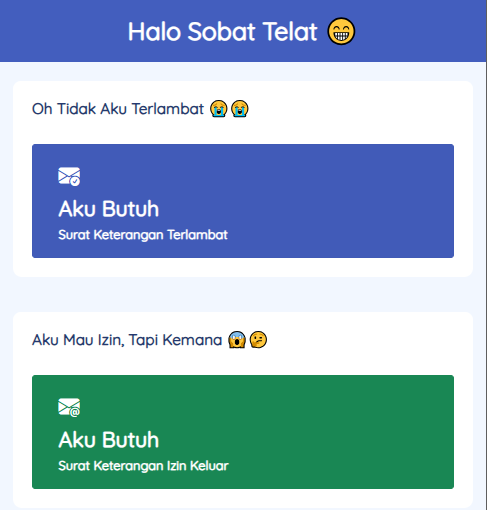 Halo Sobat Telat 😁
Oh Tidak Aku Terlambat 😭😭
Aku Butuh
Surat Keterangan Terlambat
Aku Mau Izin, Tapi Kemana 😱🤔
Aku Butuh
Surat Keterangan Izin Keluar